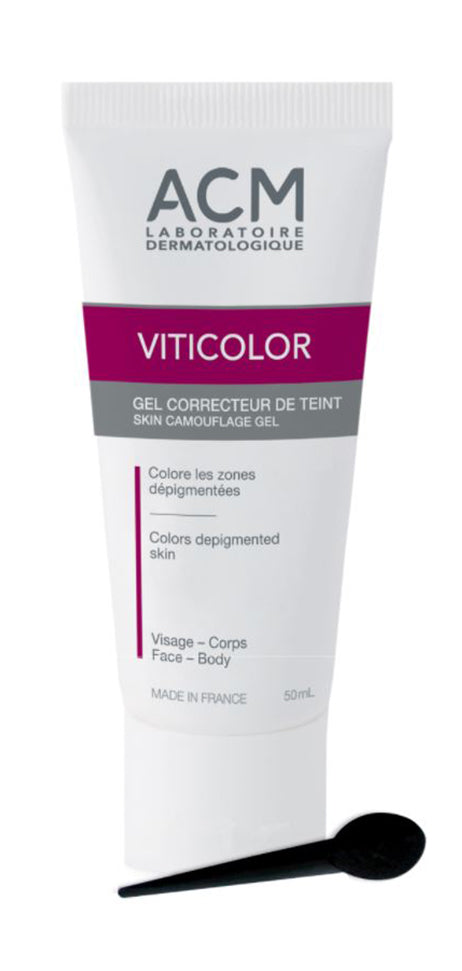 ACM
LABORATOIRE
DERMATOLOGIQUE
VITICOLOR
GEL CORRECTEUR DE TEINT
SKIN CAMOUFLAGE GEL
Colore les zones
dépigmentées
Colors depigmented
skin
Visage – Corps
Face – Body
MADE IN FRANCE 50mL